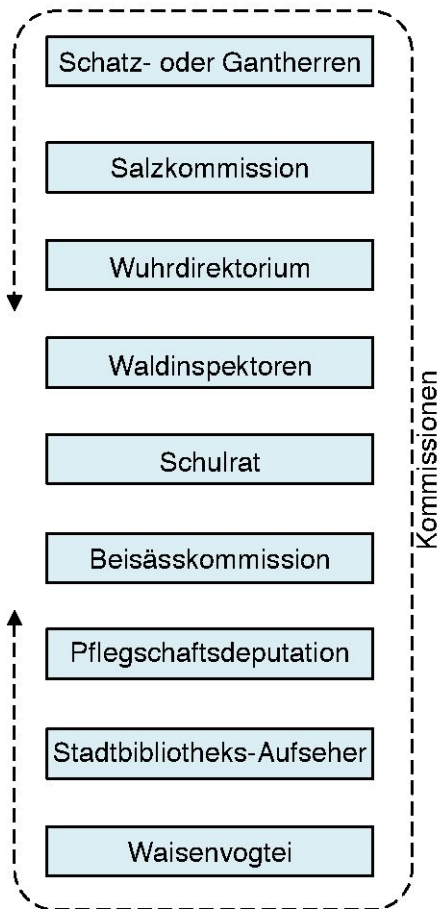 Schatz- oder Gantherren
Salzkommission
Wuhrdirektorium
Waldinspektoren
Schulrat
Beisässkommission
Pflegschaftsdeputation
Stadtbibliotheks-Aufseher
Waisenvogtei
Kommissionen